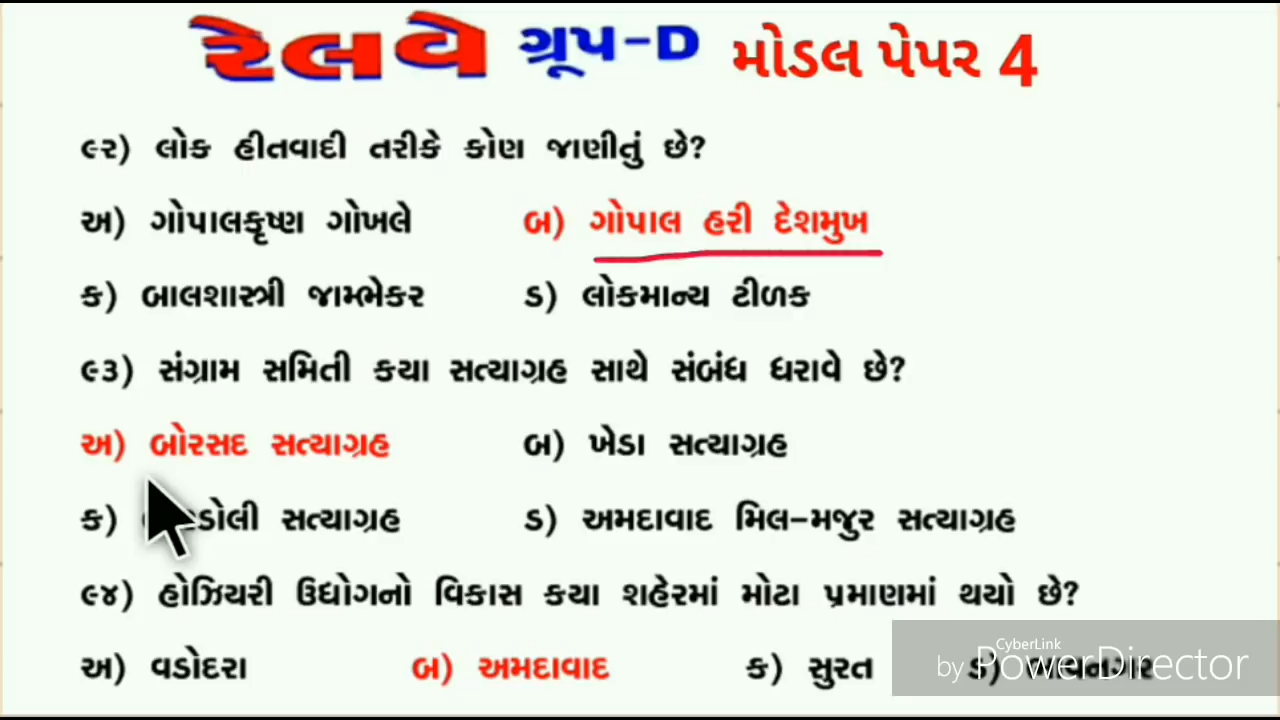 રેલવે ગ્રૂપ-D મોડલ પેપર 4
૯૨) લોક હીતવાદી તરીકે કોણ જાણીતું છે?
અ) ગોપાલકૃષ્ણ ગોખલે બ) ગોપાલ હરી દેશમુખ
ક) બાલશાસ્ત્રી જામ્ભેકર ડ) લોકમાન્ય ટીળક
૯૩) સંગ્રામ સમિતી કયા સત્યાગ્રહ સાથે સંબંધ ધરાવે છે?
અ) બોરસદ સત્યાગ્રહ બ) ખેડા સત્યાગ્રહ
ક) સત્યાગ્રહ ડ) અમદાવાદ મિલ-મજુર સત્યાગ્રહ
૯૪) હોઝિયરી ઉધોગનો વિકાસ કયા શહેરમાં મોટા પ્રમાણમાં થયો છે?
અ) વડોદરા બ) અમદાવાદ ક) સુરત ડ)
CyberLink
by PowerDirector